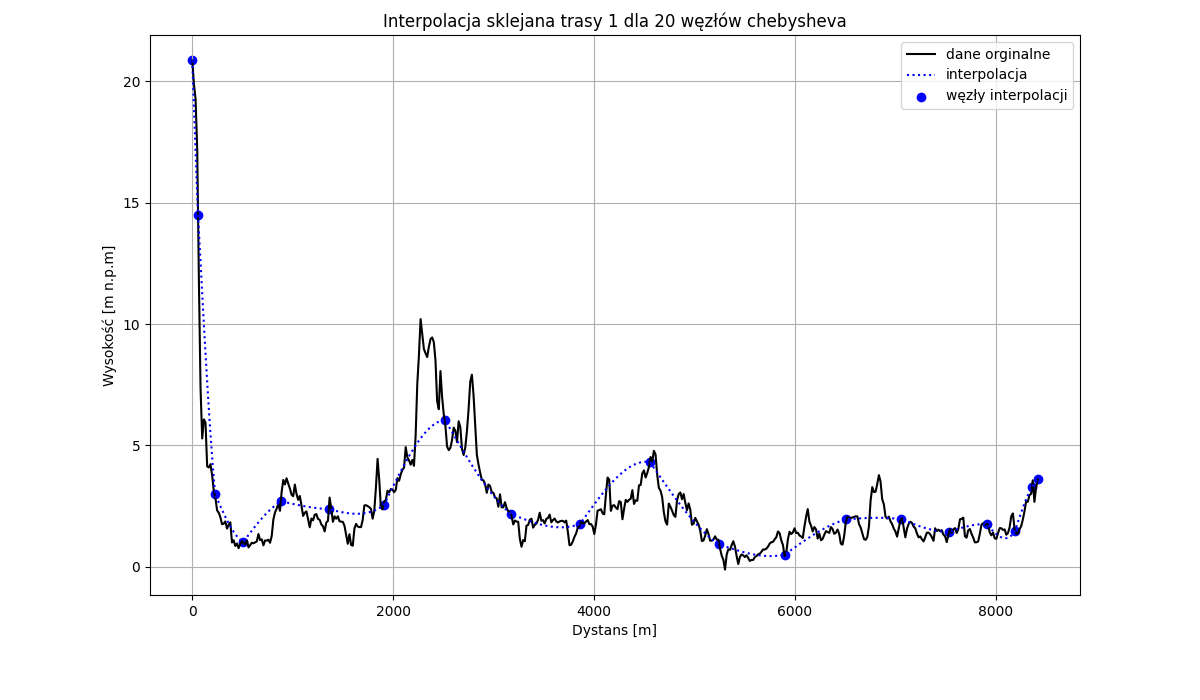 Interpolacja sklejana trasy 1 dla 20 węzłów chebysheva
dane orginalne
interpolacja
węzły interpolacji
Wysokość [m n.p.m]
20
15
10
5
0
0 2000 4000 6000 8000
Dystans [m]